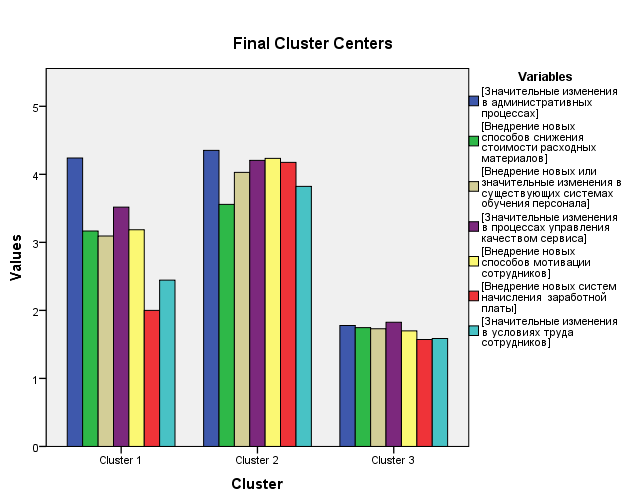 Final Cluster Centers
Values
5
4
3
2
1
0
Cluster 1
Cluster 2
Cluster 3
Cluster
Variables
[Значительные изменения
в административных
процессах]
[Внедрение новых
способов снижения
стоимости расходных
материалов]
[Внедрение новых или
значительные изменения в
существующих системах
обучения персонала]
[Значительные изменения
в процессах управления
качеством сервиса]
[Внедрение новых
способов мотивации
сотрудников]
[Внедрение новых систем
начисления заработной
платы]
[Значительные изменения
в условиях труда
сотрудников]